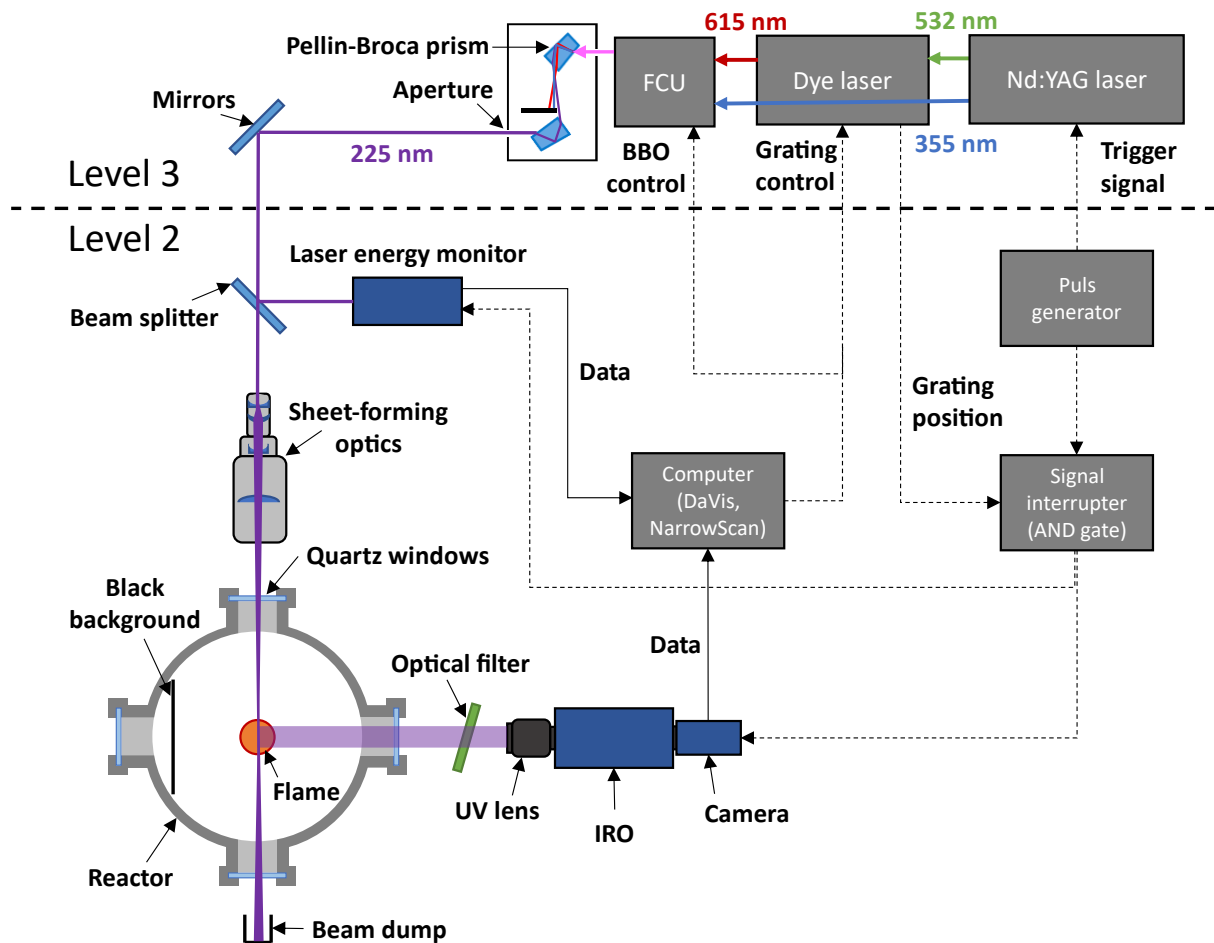 615 nm
532 nm
Pellin-Broca prism
FCU
Dye laser
Nd:YAG laser
Aperture
Mirrors
225 nm
BBO
control
Grating
control
355 nm
Trigger
signal
Level 3
Level 2
Laser energy monitor
Beam splitter
Puls
generator
Data
Grating
position
Sheet-forming
optics
Computer
(DaVis,
NarrowScan)
Signal
interrupter
(AND gate)
Quartz windows
Black
background
Data
Optical filter
Flame
UV lens
IRO
Camera
Reactor
Beam dump